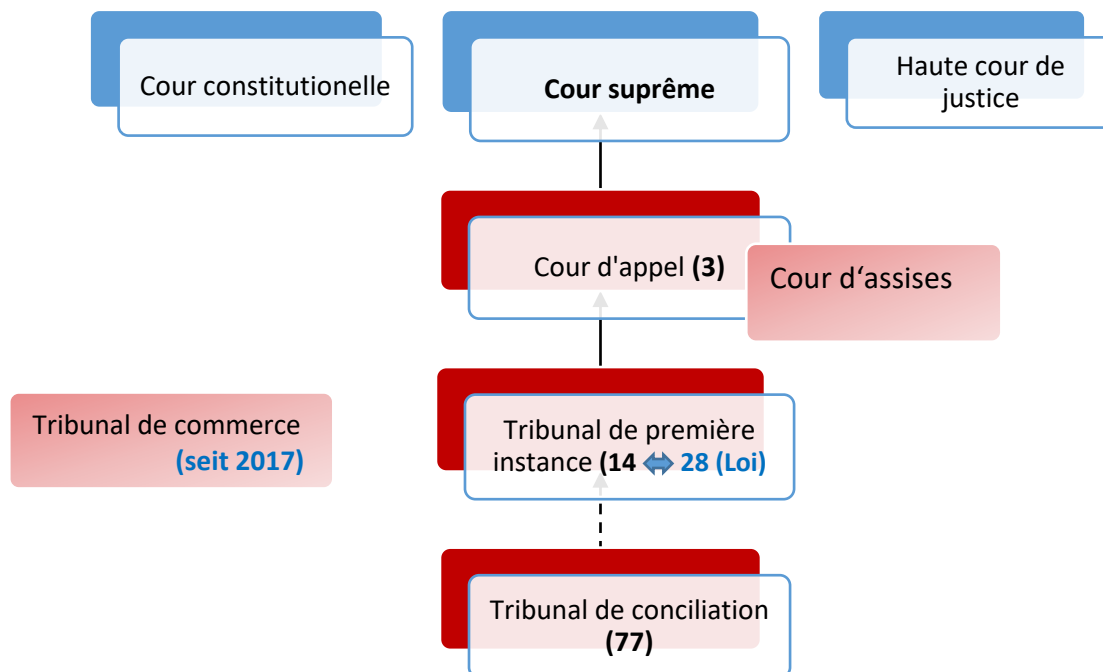 Cour constitutionelle
Cour suprême
Haute cour de
justice
Cour d'appel (3)
Cour d‘assises
Tribunal de commerce
(seit 2017)
Tribunal de première
instance (14 28 (Loi)
Tribunal de conciliation
(77)